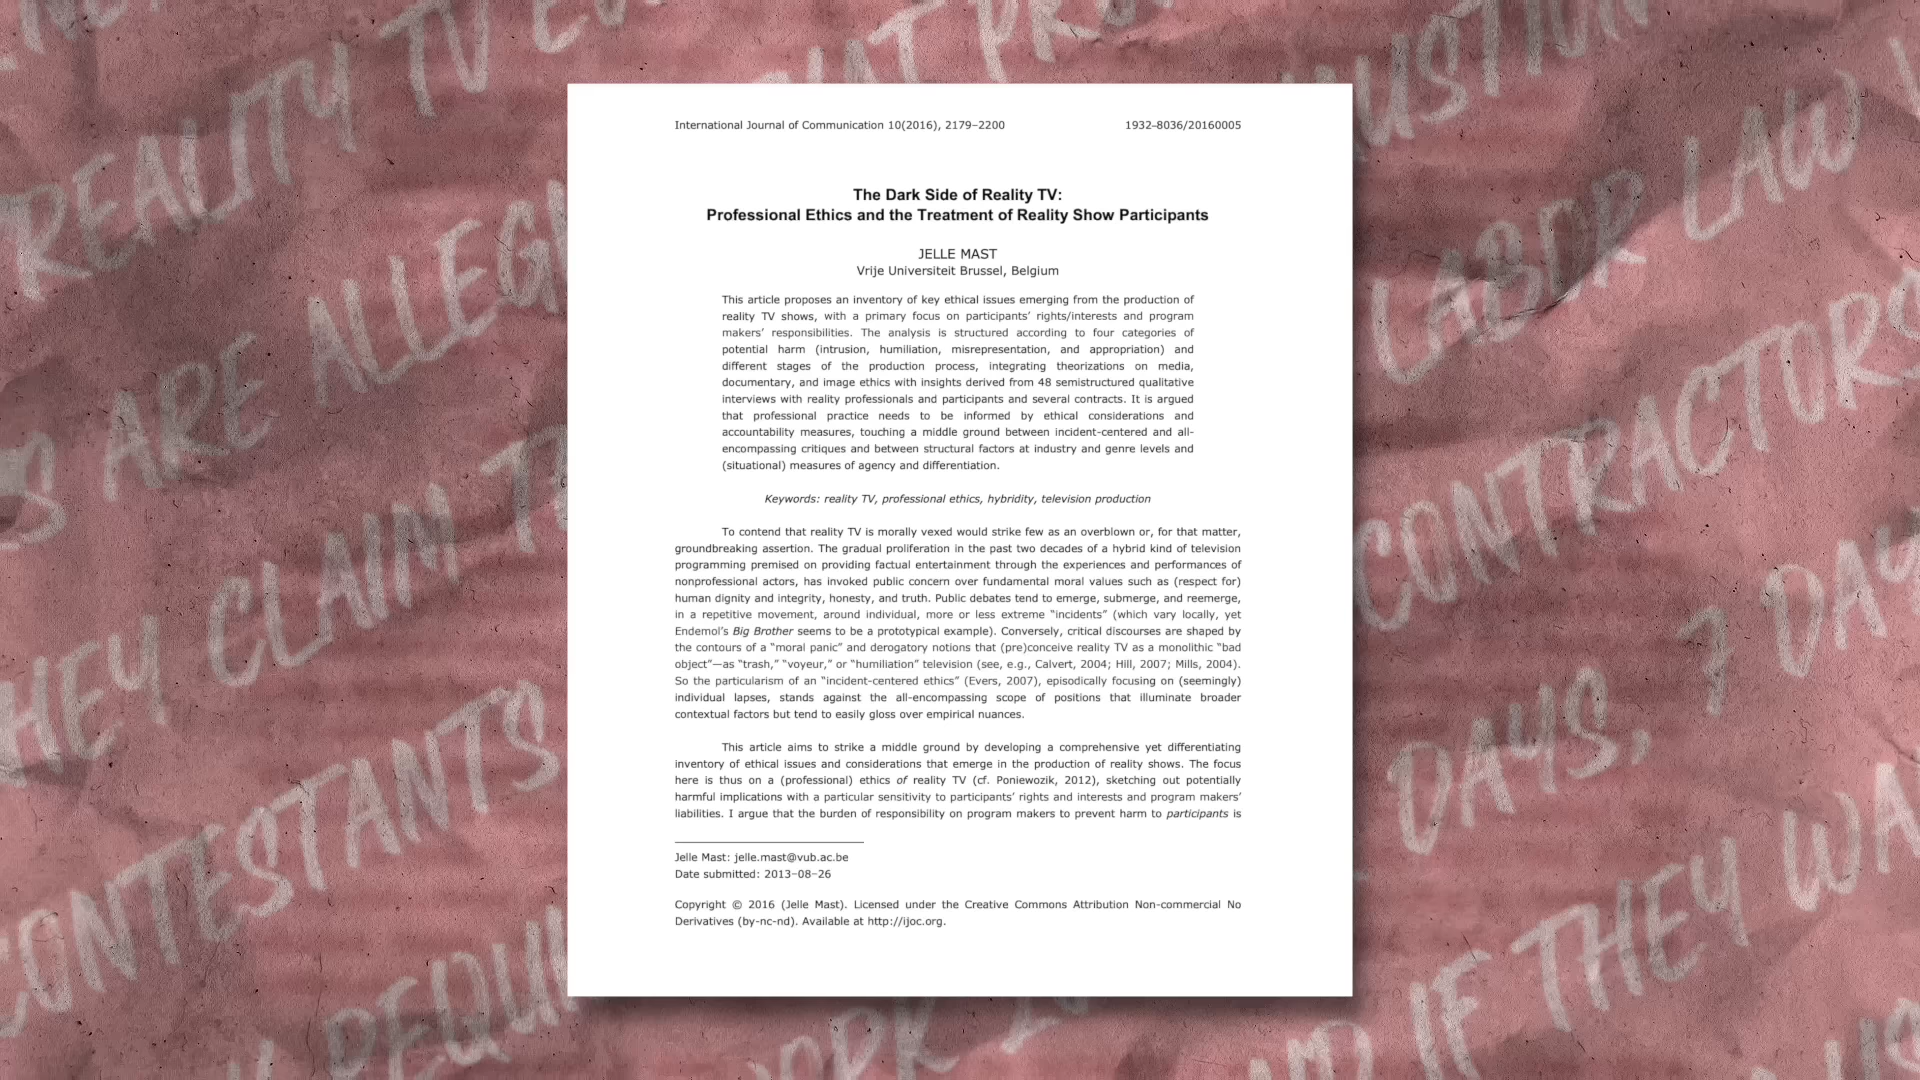 REALITY TV
LABOR LAW
ARE ALLEG
CONTRACTORS
THEY CLAIM
7 DAY
DAYS,
CONTESTANTS
IF THEY WA
International Journal of Communication 10(2016), 2179–2200 1932–8036/20160005
The Dark Side of Reality TV:
Professional Ethics and the Treatment of Reality Show Participants
JELLE MAST
Vrije Universiteit Brussel, Belgium
This article proposes an inventory of key ethical issues emerging from the production of
reality TV shows, with a primary focus on participants’ rights/interests and program
makers’ responsibilities. The analysis is structured according to four categories of
potential harm (intrusion, humiliation, misrepresentation, and appropriation) and
different stages of the production process, integrating theorizations on media,
documentary, and image ethics with insights derived from 48 semistructured qualitative
interviews with reality professionals and participants and several contracts. It is argued
that professional practice needs to be informed by ethical considerations and
accountability measures, touching a middle ground between incident-centered and all-
encompassing critiques and between structural factors at industry and genre levels and
(situational) measures of agency and differentiation.
Keywords: reality TV, professional ethics, hybridity, television production
To contend that reality TV is morally vexed would strike few as an overblown or, for that matter,
groundbreaking assertion. The gradual proliferation in the past two decades of a hybrid kind of television
programming premised on providing factual entertainment through the experiences and performances of
nonprofessional actors, has invoked public concern over fundamental moral values such as (respect for)
human dignity and integrity, honesty, and truth. Public debates tend to emerge, submerge, and reemerge,
in a repetitive movement, around individual, more or less extreme “incidents” (which vary locally, yet
Endemol’s Big Brother seems to be a prototypical example). Conversely, critical discourses are shaped by
the contours of a “moral panic” and derogatory notions that (pre)conceive reality TV as a monolithic “bad
object”—as “trash,” “voyeur,” or “humiliation” television (see, e.g., Calvert, 2004; Hill, 2007; Mills, 2004).
So the particularism of an “incident-centered ethics” (Evers, 2007), episodically focusing on (seemingly)
individual lapses, stands against the all-encompassing scope of positions that illuminate broader
contextual factors but tend to easily gloss over empirical nuances.
This article aims to strike a middle ground by developing a comprehensive yet differentiating
inventory of ethical issues and considerations that emerge in the production of reality shows. The focus
here is thus on a (professional) ethics of reality TV (cf. Poniewozik, 2012), sketching out potentially
harmful implications with a particular sensitivity to participants’ rights and interests and program makers’
liabilities. I argue that the burden of responsibility on program makers to prevent harm to participants is
Jelle Mast: jelle.mast@vub.ac.be
Date submitted: 2013–08–26
Copyright © 2016 (Jelle Mast). Licensed under the Creative Commons Attribution Non-commercial No
Derivatives (by-nc-nd). Available at http://ijoc.org.